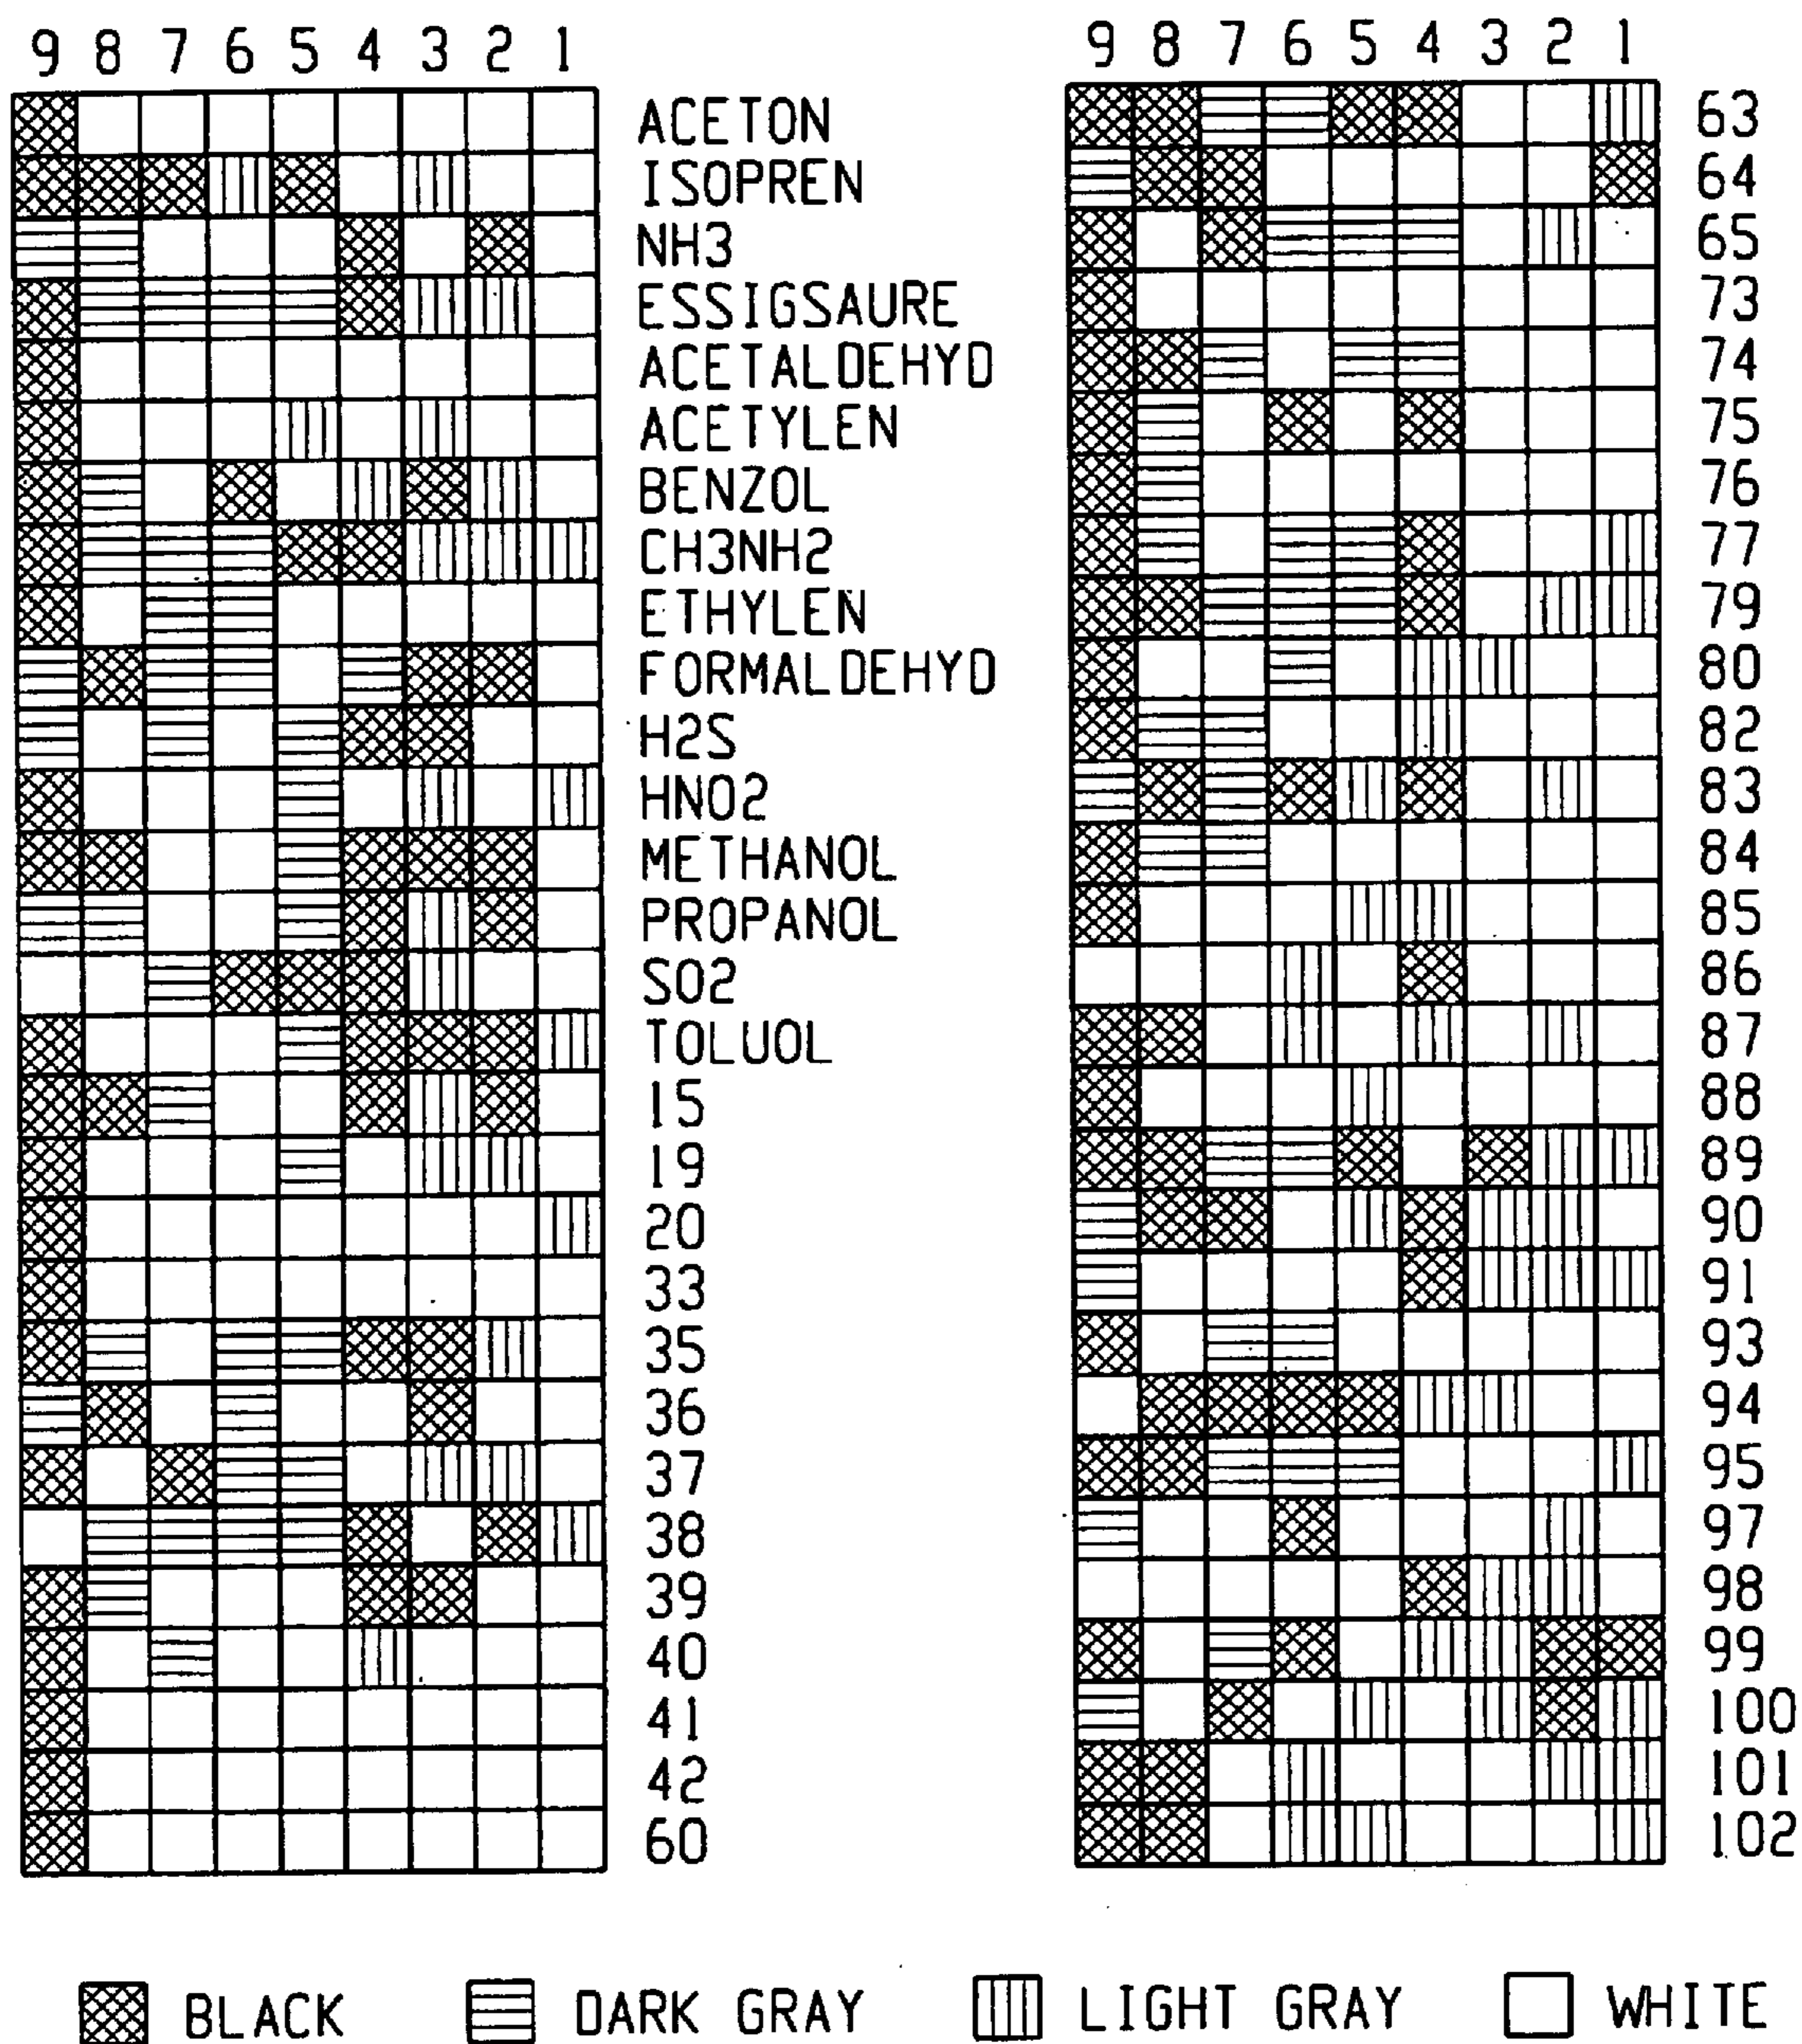 9 8 7 6 5 4 3 2 1
ACETON
ISOPREN
NH3
ESSIGSAURE
ACETALDEHYD
ACETYLEN
BENZOL
CH3NH2
ETHYLEN
FORMALDEHYD
H2S
HNO2
METHANOL
PROPANOL
SO2
TOLUOL
15
19
20
33
35
36
37
38
39
40
41
42
60
9 8 7 6 5 4 3 2 1
63
64
65
73
74
75
76
77
79
80
82
83
84
85
86
87
88
89
90
91
93
94
95
97
98
99
100
101
102
BLACK DARK GRAY LIGHT GRAY WHITE